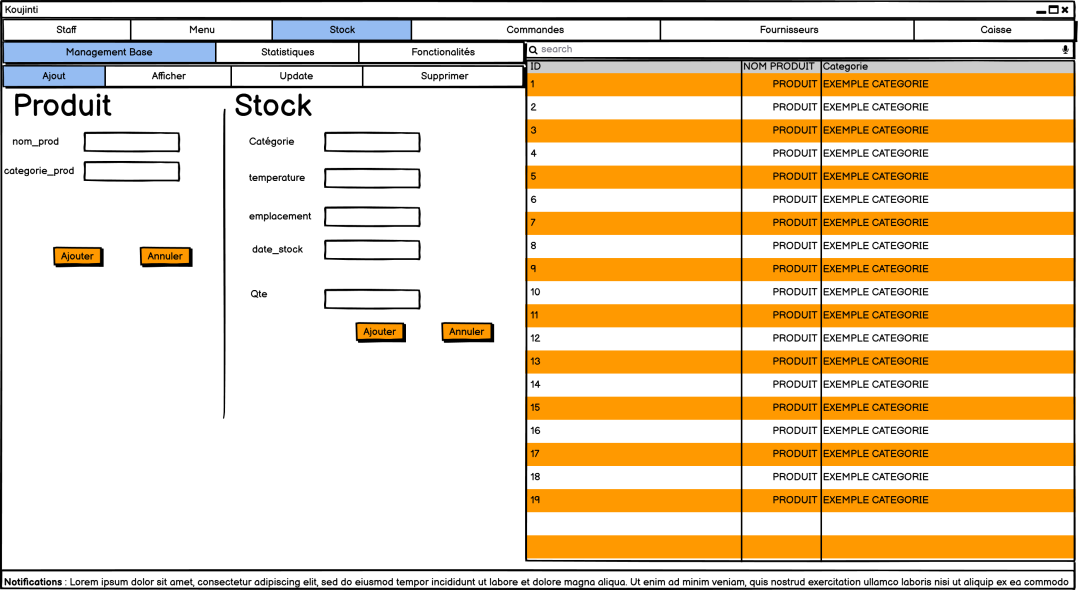 Koujinti
Staff Menu Stock Commandes Fournisseurs Caisse
Management Base Statistiques Fonctionalités
search
Ajout Afficher Update Supprimer
Produit
nom_prod
categorie_prod
Ajouter Annuler
Stock
Catégorie
temperature
emplacement
date_stock
Qte
Ajouter Annuler
ID NOM PRODUIT Categorie
1 PRODUIT EXEMPLE CATEGORIE
2 PRODUIT EXEMPLE CATEGORIE
3 PRODUIT EXEMPLE CATEGORIE
4 PRODUIT EXEMPLE CATEGORIE
5 PRODUIT EXEMPLE CATEGORIE
6 PRODUIT EXEMPLE CATEGORIE
7 PRODUIT EXEMPLE CATEGORIE
8 PRODUIT EXEMPLE CATEGORIE
9 PRODUIT EXEMPLE CATEGORIE
10 PRODUIT EXEMPLE CATEGORIE
11 PRODUIT EXEMPLE CATEGORIE
12 PRODUIT EXEMPLE CATEGORIE
13 PRODUIT EXEMPLE CATEGORIE
14 PRODUIT EXEMPLE CATEGORIE
15 PRODUIT EXEMPLE CATEGORIE
16 PRODUIT EXEMPLE CATEGORIE
17 PRODUIT EXEMPLE CATEGORIE
18 PRODUIT EXEMPLE CATEGORIE
19 PRODUIT EXEMPLE CATEGORIE
Notifications : Lorem ipsum dolor sit amet, consectetur adipiscing elit, sed do eiusmod tempor incididunt ut labore et dolore magna aliqua. Ut enim ad minim veniam, quis nostrud exercitation ullamco laboris nisi ut aliquip ex ea commodo